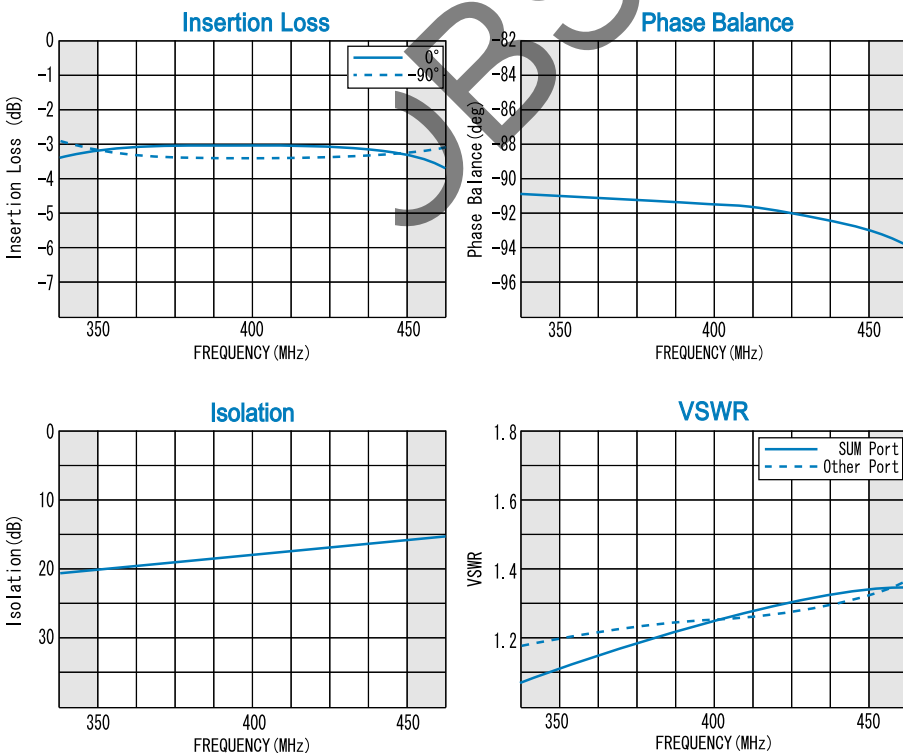 Insertion Loss
0
-1
-2
-3
-4
-5
-6
-7
Insertion Loss (dB)
0°
-90°
350
400
450
FREQUENCY(MHz)
Phase Balance
-82
-84
-86
-88
-90
-92
-94
-96
Phase Balance(deg)
350
400
450
FREQUENCY(MHz)
Isolation
0
10
20
30
Isolation(dB)
350
400
450
FREQUENCY(MHz)
VSWR
1.8
1.6
1.4
1.2
VSWR
SUM Port
Other Port
350
400
450
FREQUENCY(MHz)